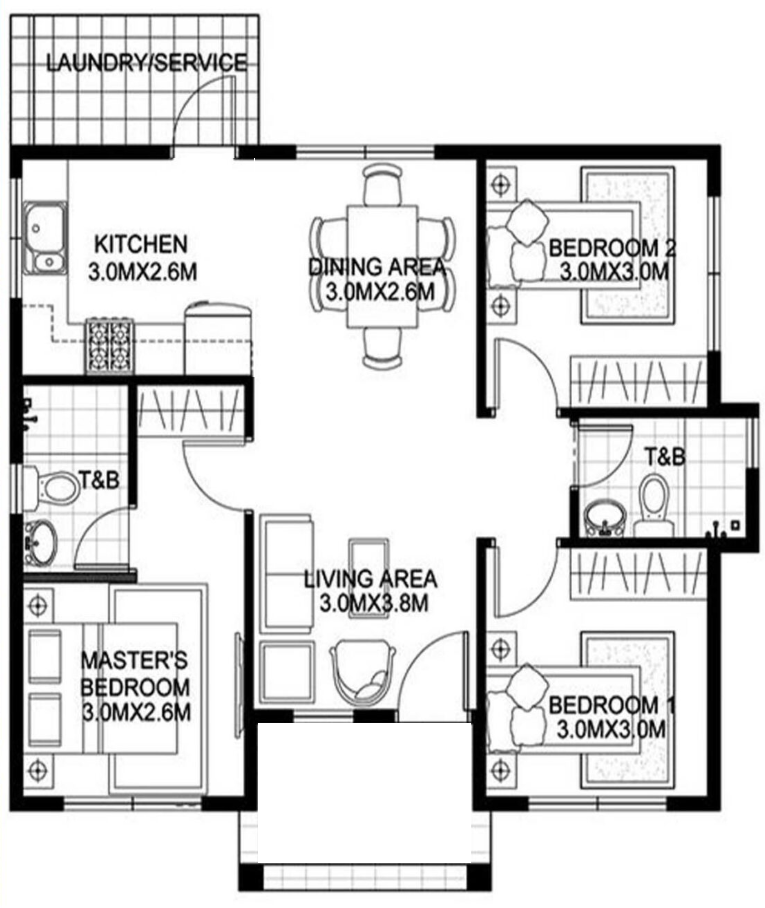 LAUNDRY/SERVICE
KITCHEN
3.0MX2.6M
DINING AREA
3.0MX2.6M
BEDROOM 2
3.0MX3.0M
T&B
T&B
LIVING AREA
3.0MX3.8M
MASTER'S
BEDROOM
3.0MX2.6M
BEDROOM 1
3.0MX3.0M